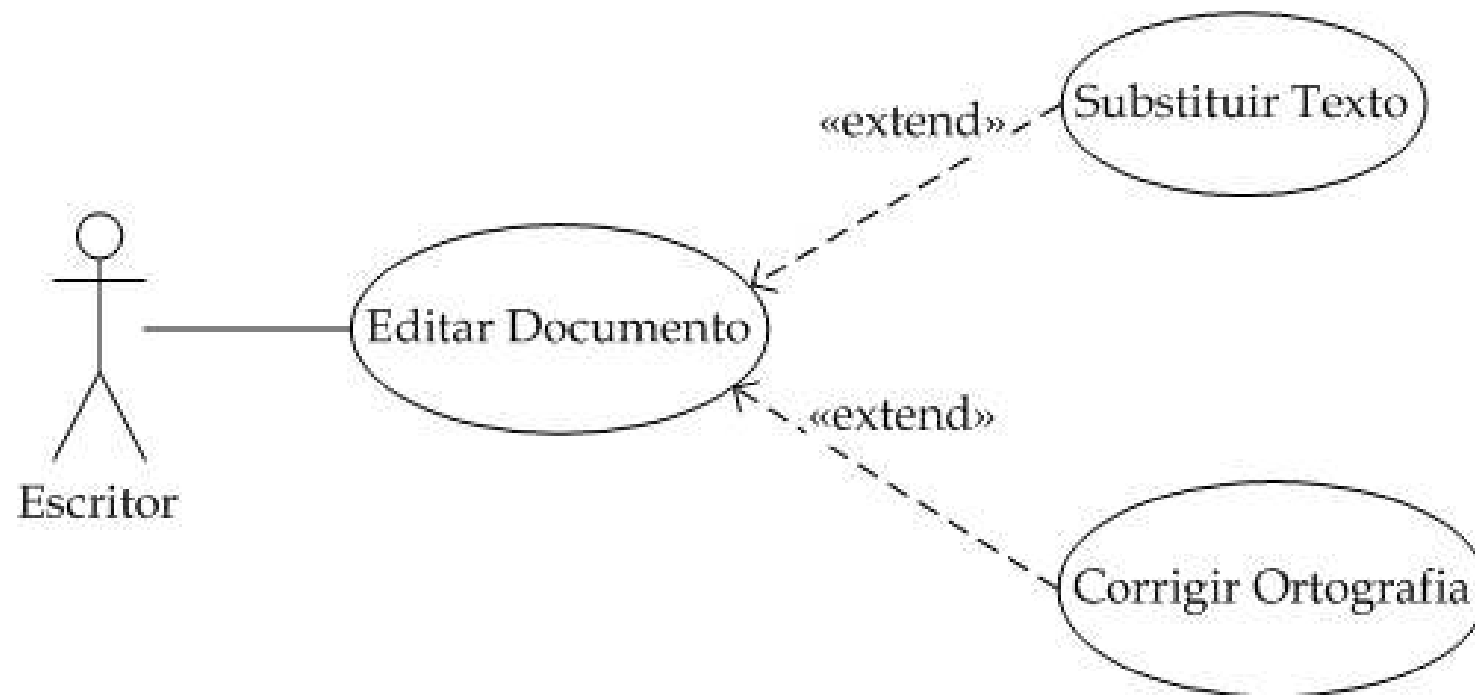 Substituir Texto
«extend»
Editar Documento
«extend»
Escritor
Corrigir Ortografia